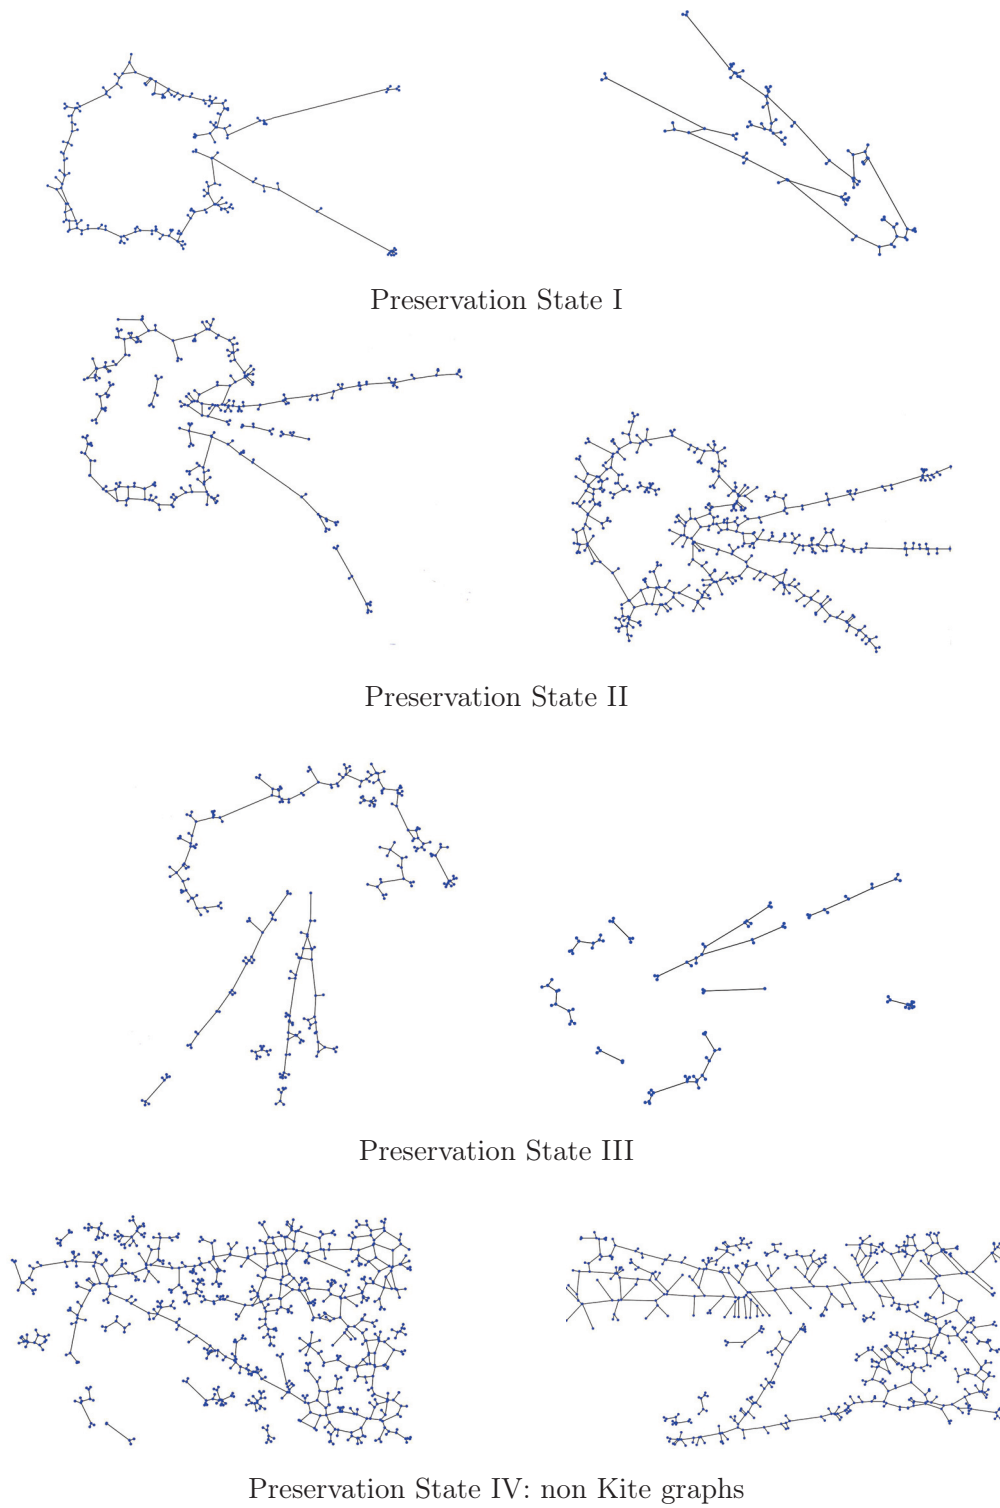 Preservation State I
Preservation State II
Preservation State III
Preservation State IV: non Kite graphs